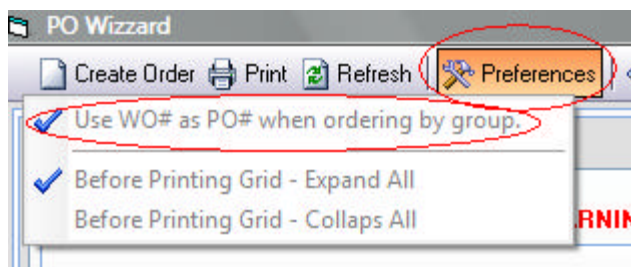 PO Wizzard
Create Order Print Refresh Preferences
Use WO# as PO# when ordering by group.
Before Printing Grid - Expand All
Before Printing Grid - Collaps All